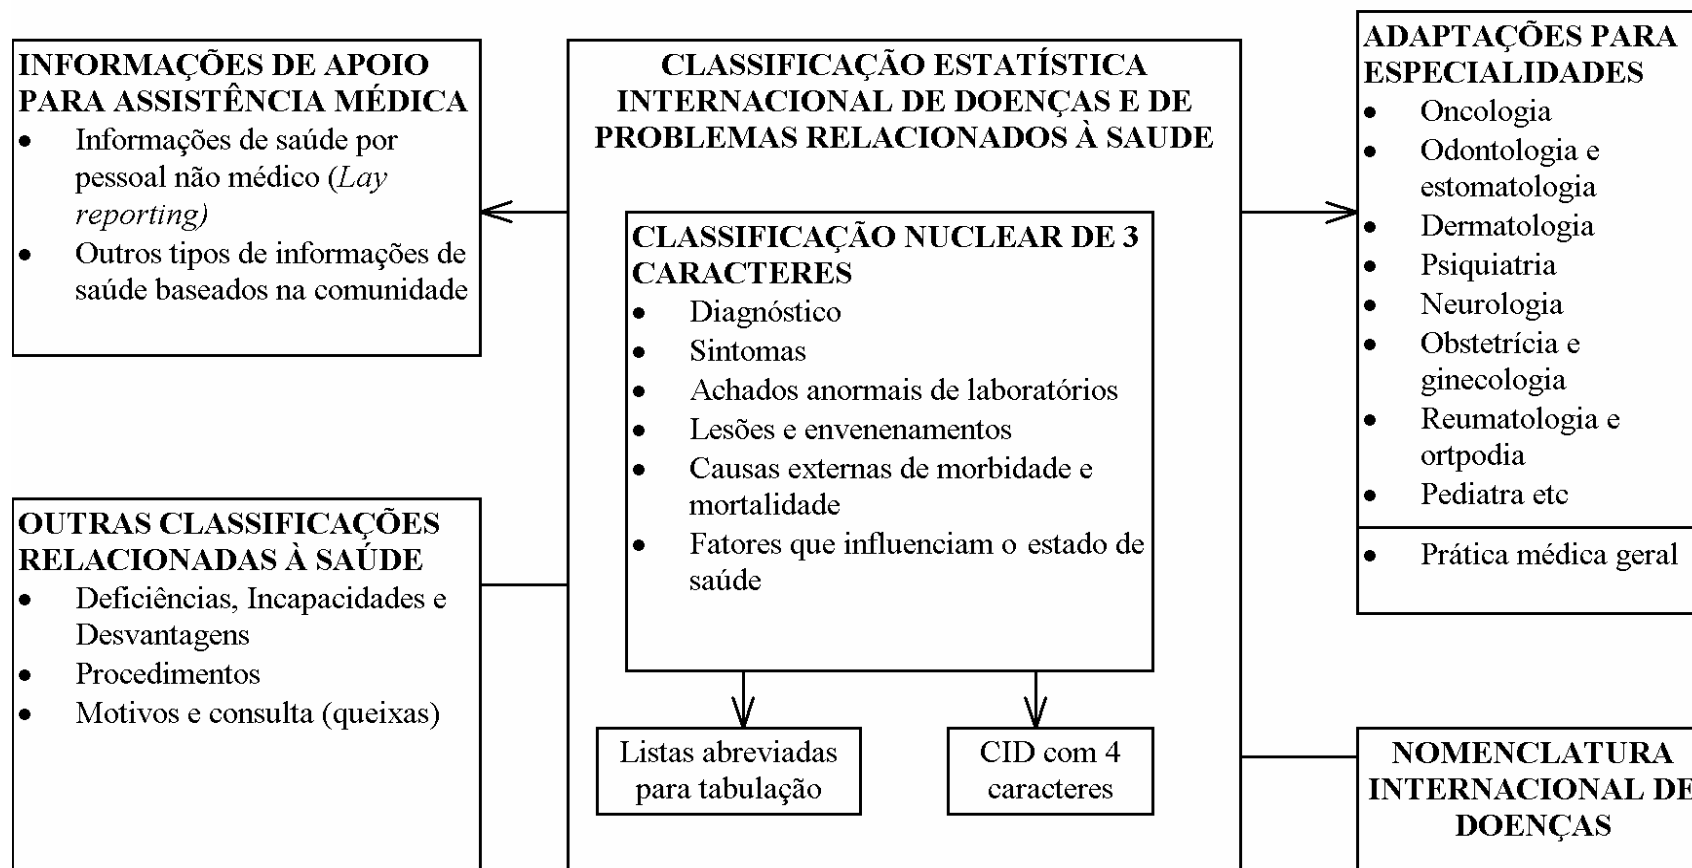 INFORMAÇÕES DE APOIO
PARA ASSISTÊNCIA MÉDICA
• Informações de saúde por
pessoal não médico (Lay
reporting)
• Outros tipos de informações de
saúde baseados na comunidade
OUTRAS CLASSIFICAÇÕES
RELACIONADAS À SAÚDE
• Deficiências, Incapacidades e
Desvantagens
• Procedimentos
• Motivos e consulta (queixas)
CLASSIFICAÇÃO ESTATÍSTICA
INTERNACIONAL DE DOENÇAS E DE
PROBLEMAS RELACIONADOS À SAUDE
CLASSIFICAÇÃO NUCLEAR DE 3
CARACTERES
• Diagnóstico
• Sintomas
• Achados anormais de laboratórios
• Lesões e envenenamentos
• Causas externas de morbidade e
mortalidade
• Fatores que influenciam o estado de
saúde
Listas abreviadas
para tabulação
CID com 4
caracteres
ADAPTAÇÕES PARA
ESPECIALIDADES
• Oncologia
• Odontologia e
estomatologia
• Dermatologia
• Psiquiatria
• Neurologia
• Obstetrícia e
ginecologia
• Reumatologia e
ortpodia
• Pediatra etc
• Prática médica geral
NOMENCLATURA
INTERNACIONAL DE
DOENÇAS